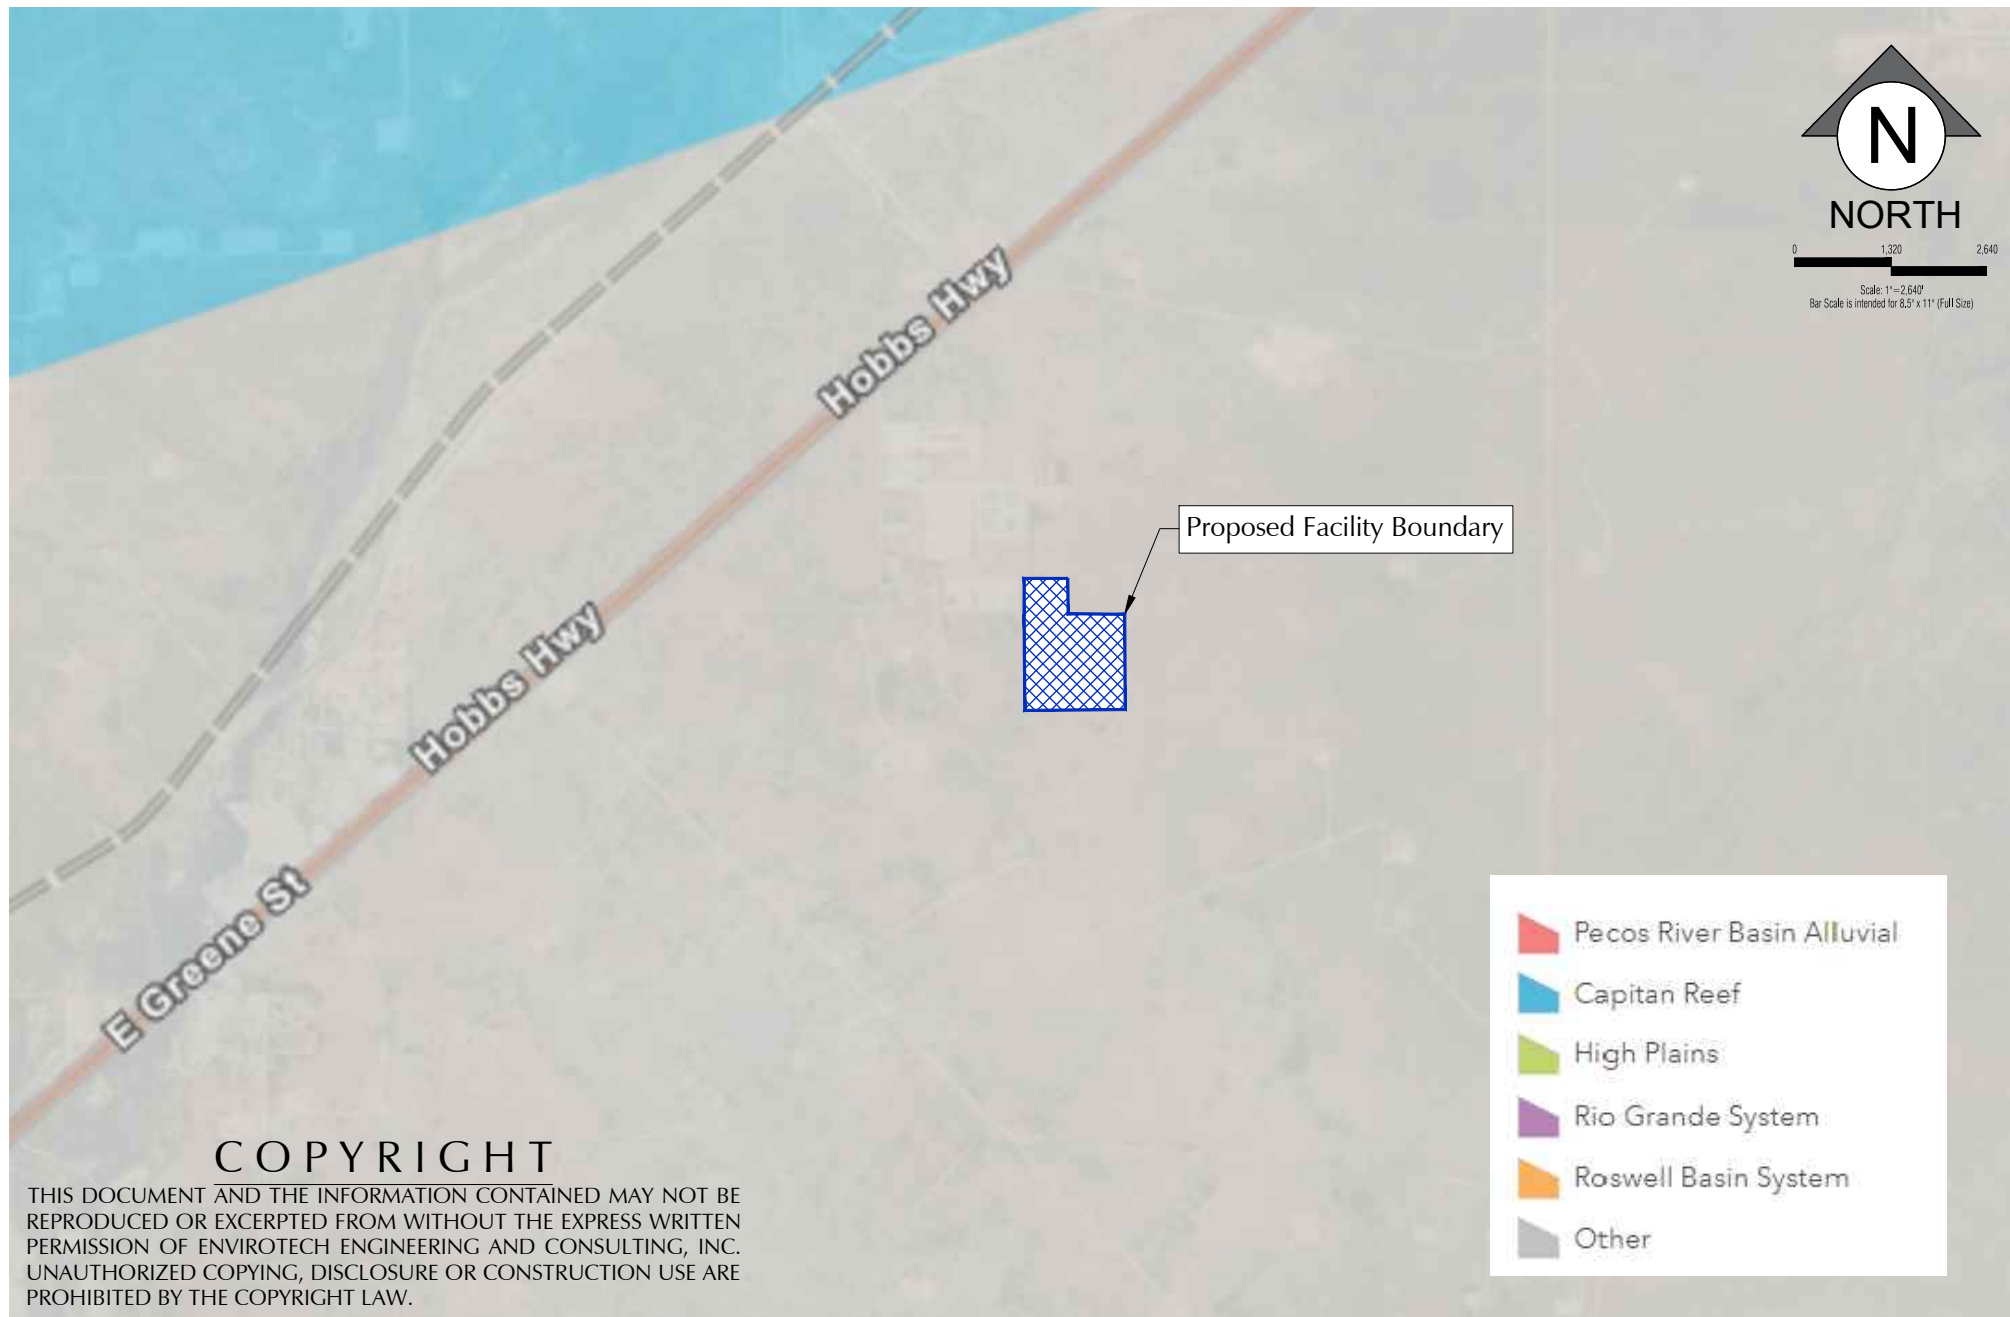 N
NORTH
0 1,320 2,640
Scale: 1"=2,640'
Bar Scale is intended for 8.5" x 11" (Full Size)
Hobbs Hwy
Proposed Facility Boundary
Hobbs Hwy
E Greene St
Pecos River Basin Alluvial
Capitan Reef
High Plains
Rio Grande System
Roswell Basin System
Other
COPYRIGHT
THIS DOCUMENT AND THE INFORMATION CONTAINED MAY NOT BE
REPRODUCED OR EXCERPTED FROM WITHOUT THE EXPRESS WRITTEN
PERMISSION OF ENVIROTECH ENGINEERING AND CONSULTING, INC.
UNAUTHORIZED COPYING, DISCLOSURE OR CONSTRUCTION USE ARE
PROHIBITED BY THE COPYRIGHT LAW.